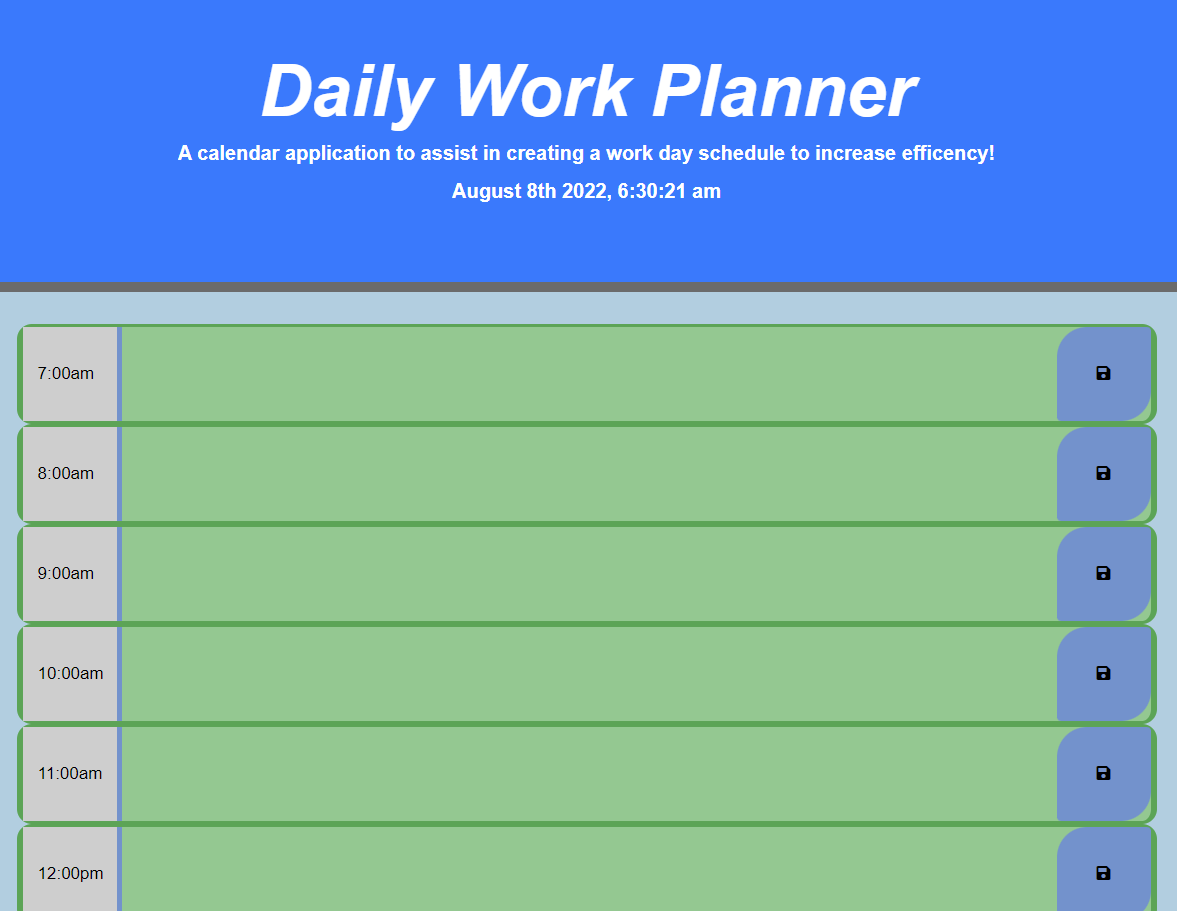 Daily Work Planner
A calendar application to assist in creating a work day schedule to increase efficency!
August 8th 2022, 6:30:21 am
7:00am
8:00am
9:00am
10:00am
11:00am
12:00pm